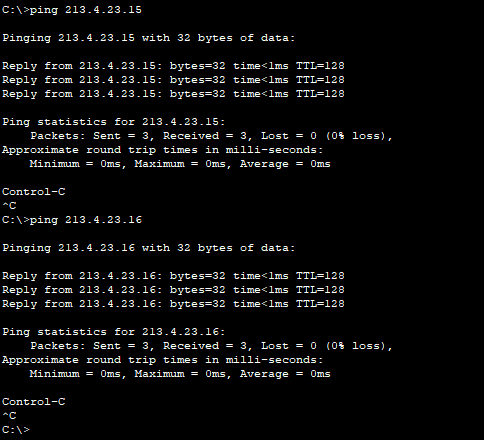 C:\>ping 213.4.23.15
Pinging 213.4.23.15 with 32 bytes of data:
Reply from 213.4.23.15: bytes=32 time<1ms TTL=128
Reply from 213.4.23.15: bytes=32 time<1ms TTL=128
Reply from 213.4.23.15: bytes=32 time<1ms TTL=128
Ping statistics for 213.4.23.15:
    Packets: Sent = 3, Received = 3, Lost = 0 (0% loss),
Approximate round trip times in milli-seconds:
    Minimum = 0ms, Maximum = 0ms, Average = 0ms
Control-C
^C
C:\>ping 213.4.23.16
Pinging 213.4.23.16 with 32 bytes of data:
Reply from 213.4.23.16: bytes=32 time<1ms TTL=128
Reply from 213.4.23.16: bytes=32 time<1ms TTL=128
Reply from 213.4.23.16: bytes=32 time<1ms TTL=128
Ping statistics for 213.4.23.16:
    Packets: Sent = 3, Received = 3, Lost = 0 (0% loss),
Approximate round trip times in milli-seconds:
    Minimum = 0ms, Maximum = 0ms, Average = 0ms
Control-C
^C
C:\>